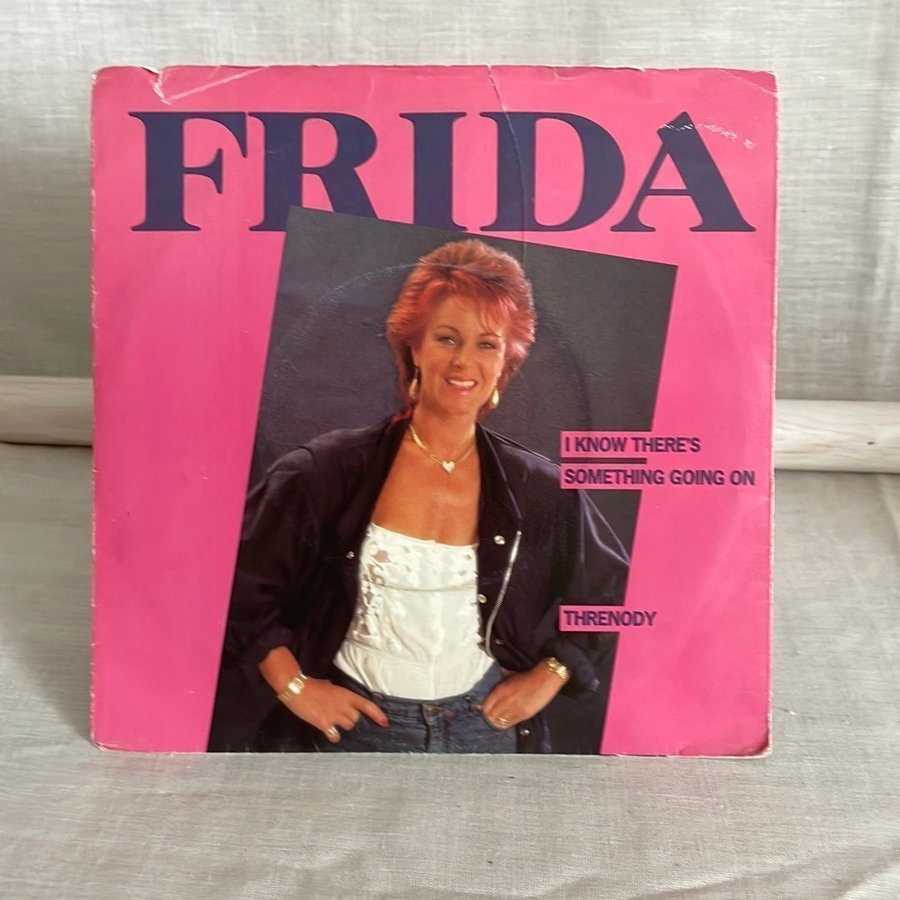 FRIDA
I KNOW THERE'S
SOMETHING GOING ON
THRENODY